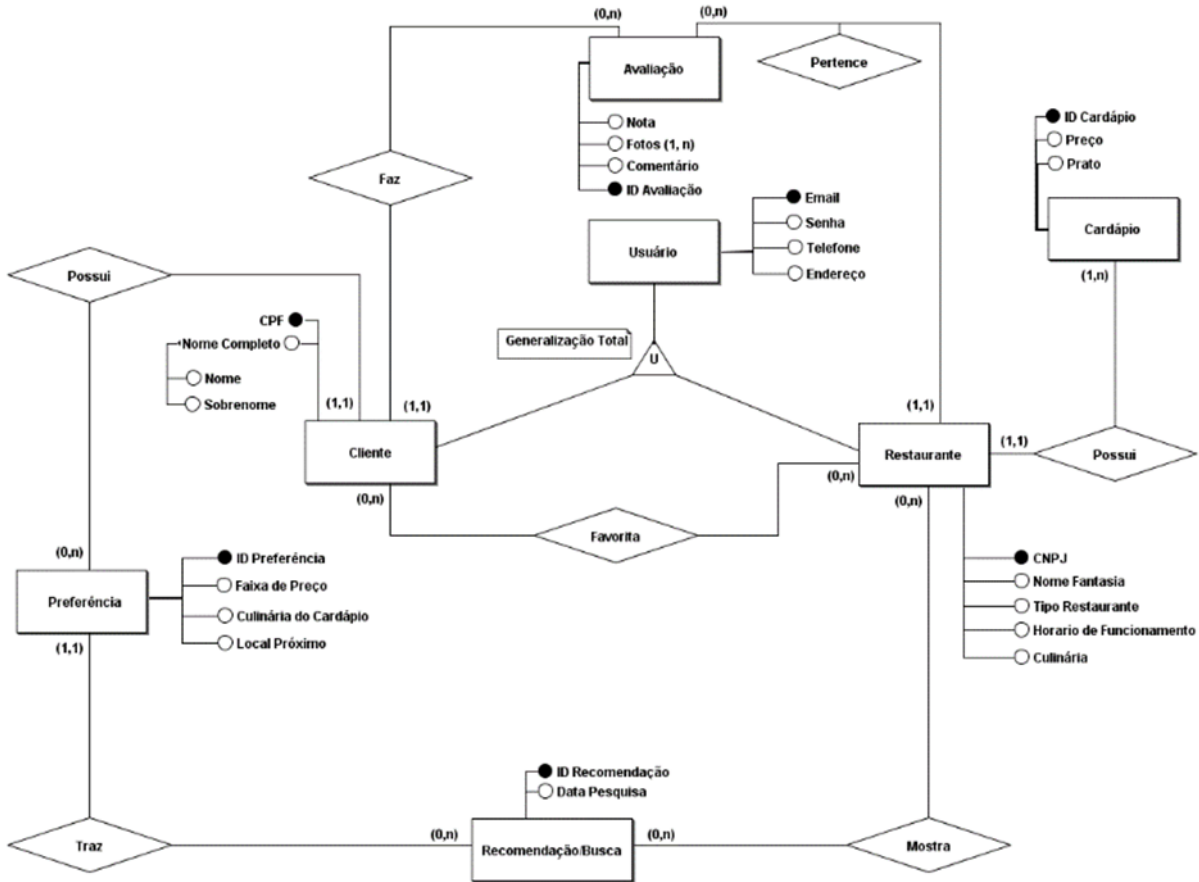 (0,n)
(0,n)
Avaliação
Pertence
Nota
Fotos (1, n)
Comentário
ID Avaliação
Faz
ID Cardápio
Preço
Prato
Cardápio
(1,n)
Usuário
Email
Senha
Telefone
Endereço
Possui
CPF
Nome Completo
Nome
Sobrenome
Generalização Total
U
(1,1)
(1,1)
(1,1)
(1,1)
Cliente
Restaurante
Possui
(0,n)
(0,n)
(0,n)
Favorita
(0,n)
Preferéncia
(1,1)
ID Preferéncia
Faixa de Preço
Culinária do Cardápio
Local Próximo
CNPJ
Nome Fantasia
Tipo Restaurante
Horario de Funcionamento
Culinária
ID Recomendação
Data Pesquisa
Traz
(0,n)
Recomendação/Busca
(0,n)
Mostra